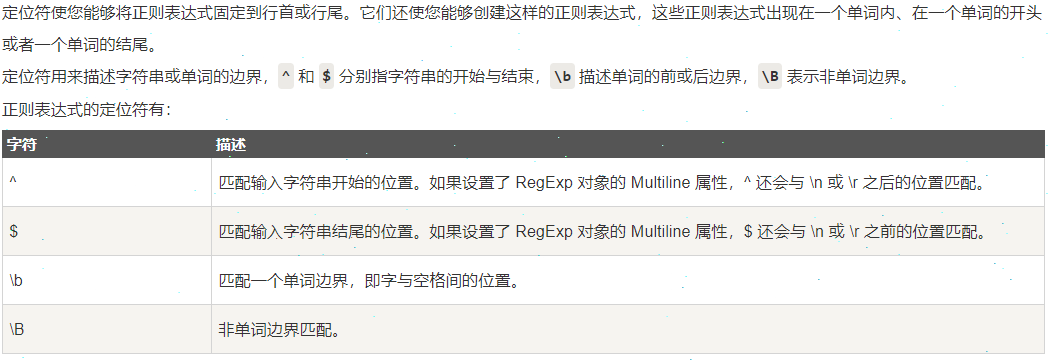 定位符使您能够将正则表达式固定到行首或行尾。它们还使您能够创建这样的正则表达式，这些正则表达式出现在一个单词内、在一个单词的开头
或者一个单词的结尾。
定位符用来描述字符串或单词的边界，^ 和 $ 分别指字符串的开始与结束，\b 描述单词的前或后边界，\B 表示非单词边界。
正则表达式的定位符有：
字符 描述
^ 匹配输入字符串开始的位置。如果设置了 RegExp 对象的 Multiline 属性，^ 还会与 \n 或 \r 之后的位置匹配。
$ 匹配输入字符串结尾的位置。如果设置了 RegExp 对象的 Multiline 属性，$ 还会与 \n 或 \r 之前的位置匹配。
\b 匹配一个单词边界，即字与空格间的位置。
\B 非单词边界匹配。